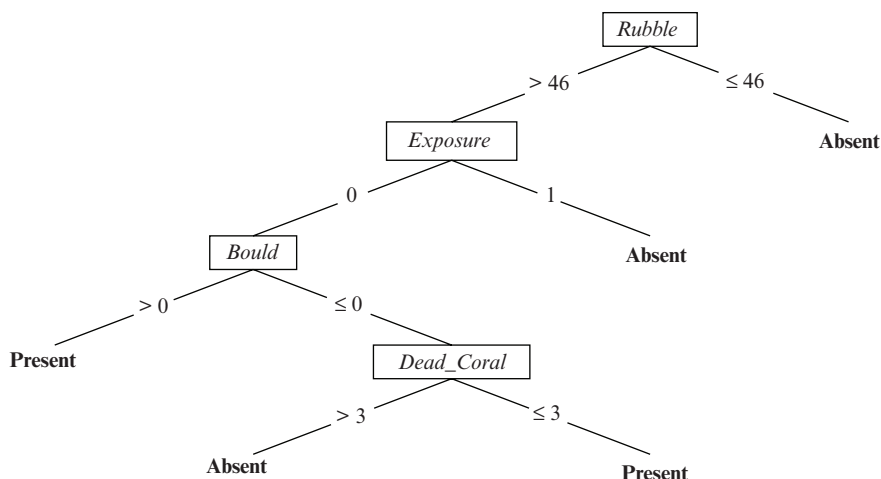 Rubble
> 46
≤ 46
Exposure
Absent
0
1
Bould
Absent
> 0
≤ 0
Present
Dead_Coral
> 3
≤ 3
Absent
Present